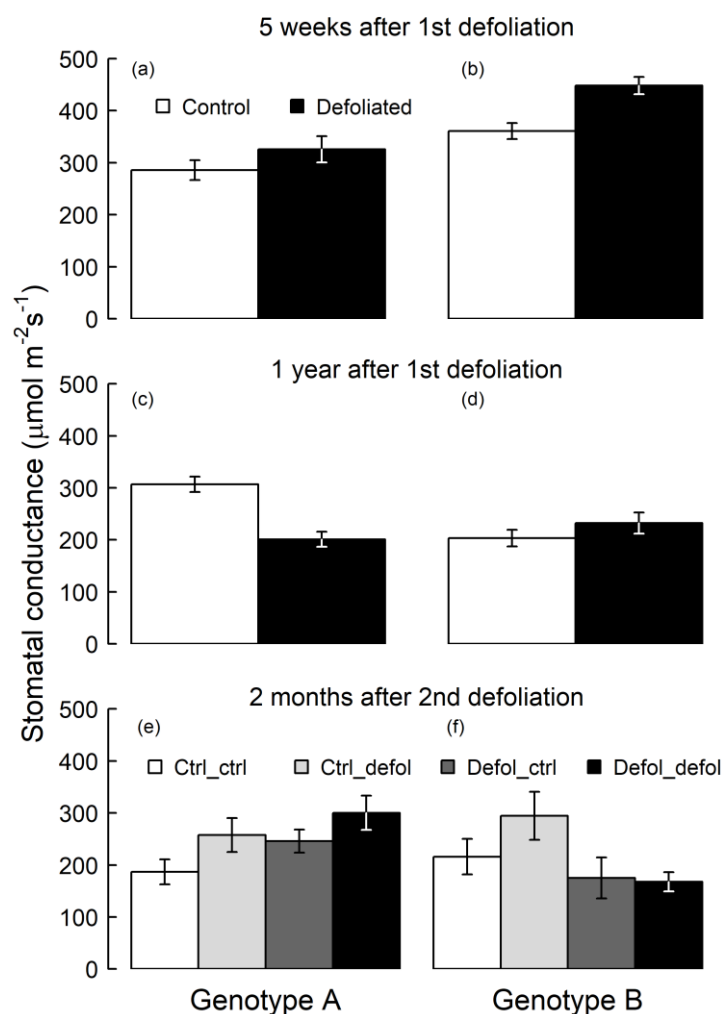 5 weeks after 1st defoliation
(a)
(b)
Control
Defoliated
500
400
300
200
100
0
1 year after 1st defoliation
(c)
(d)
500
400
300
200
100
0
2 months after 2nd defoliation
(e)
(f)
Ctrl_ctrl
Ctrl_defol
Defol_ctrl
Defol_defol
500
400
300
200
100
0
Stomatal conductance (μmol m⁻²s⁻¹)
Genotype A
Genotype B